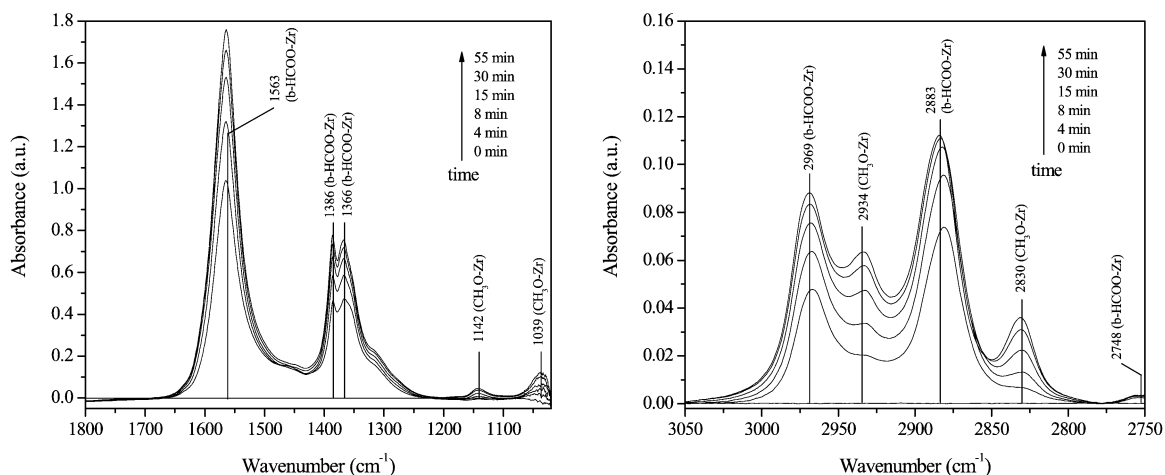 1.8
1.6
1.4
1.2
1.0
0.8
0.6
0.4
0.2
0.0
Absorbance (a.u.)
1800 1700 1600 1500 1400 1300 1200 1100
Wavenumber (cm⁻¹)
1563
(b-HCOO-Zr)
1386 (b-HCOO-Zr)
1366 (b-HCOO-Zr)
1142 (CH₃O-Zr)
1039 (CH₃O-Zr)
55 min
30 min
15 min
8 min
4 min
0 min
time
0.16
0.14
0.12
0.10
0.08
0.06
0.04
0.02
0.00
Absorbance (a.u.)
3050 3000 2950 2900 2850 2800 2750
Wavenumber (cm⁻¹)
2969 (b-HCOO-Zr)
2934 (CH₃O-Zr)
2883
(b-HCOO-Zr)
2830 (CH₃O-Zr)
2748 (b-HCOO-Zr)
55 min
30 min
15 min
8 min
4 min
0 min
time